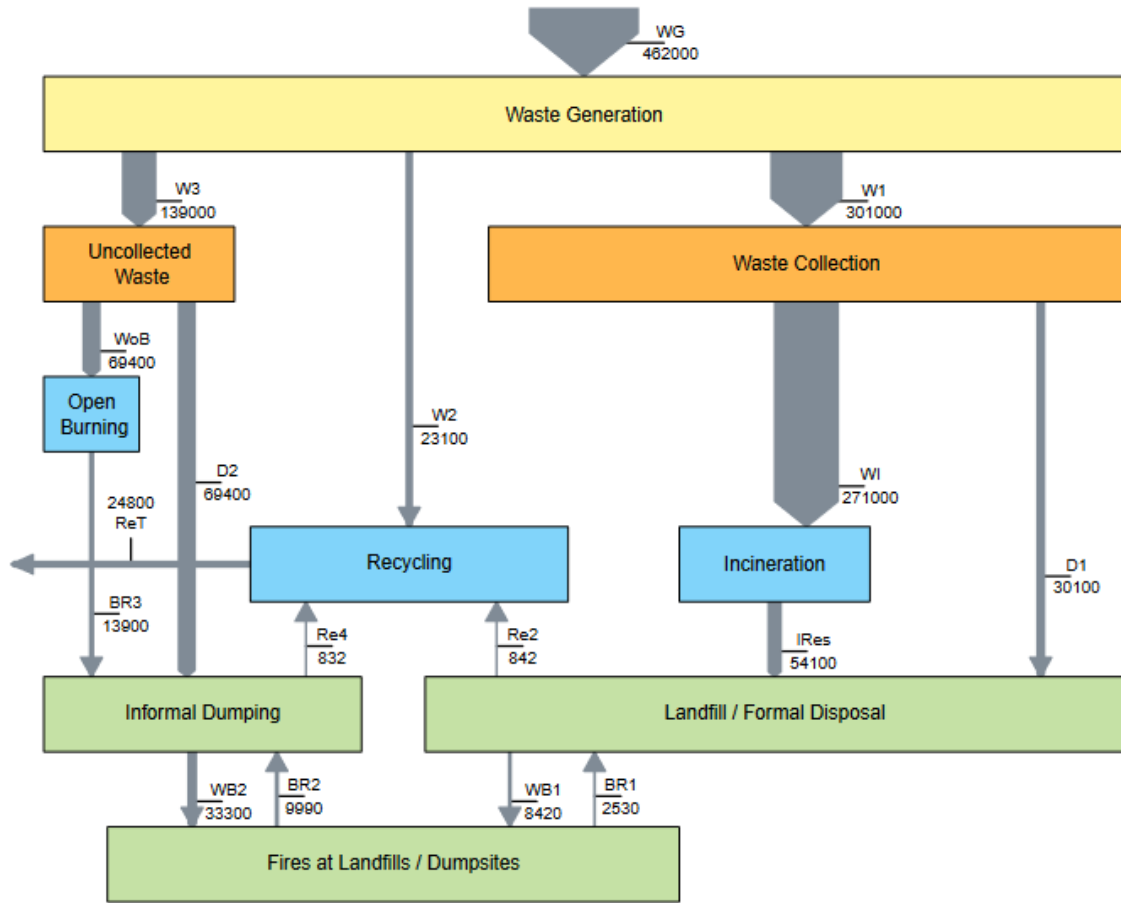 WG
462000
Waste Generation
W3
139000
W1
301000
Uncollected
Waste
Waste Collection
WoB
69400
Open
Burning
W2
23100
D2
69400
WI
271000
24800
ReT
Recycling
Incineration
D1
30100
BR3
13900
Re4
832
Re2
842
IRes
54100
Informal Dumping
Landfill / Formal Disposal
WB2
33300
BR2
9990
WB1
8420
BR1
2530
Fires at Landfills / Dumpsites